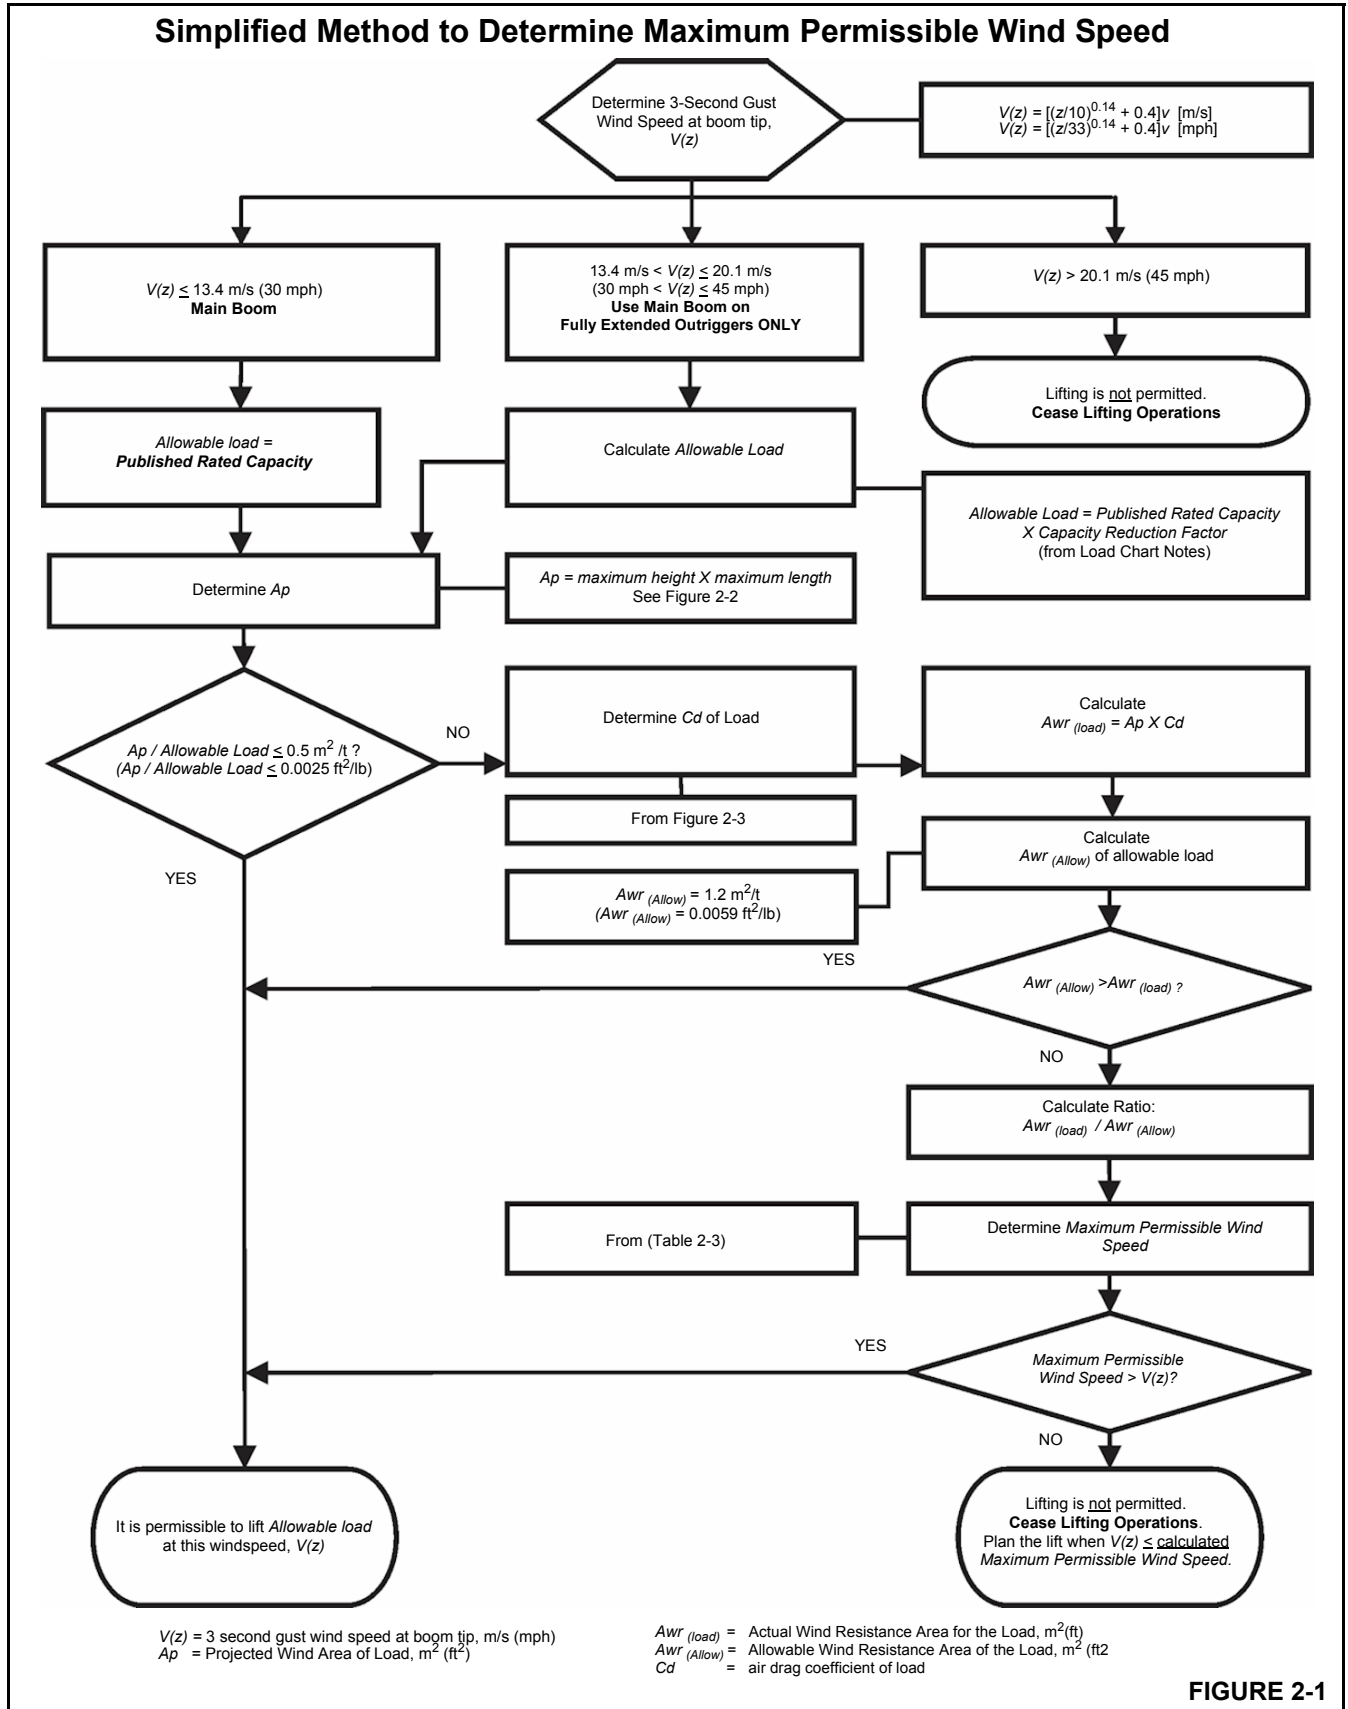 Simplified Method to Determine Maximum Permissible Wind Speed
Determine 3-Second Gust
Wind Speed at boom tip,
V(z)
V(z) = [(z/10)^0.14 + 0.4]v [m/s]
V(z) = [(z/33)^0.14 + 0.4]v [mph]
V(z) ≤ 13.4 m/s (30 mph)
Main Boom
13.4 m/s < V(z) ≤ 20.1 m/s
(30 mph < V(z) ≤ 45 mph)
Use Main Boom on
Fully Extended Outriggers ONLY
V(z) > 20.1 m/s (45 mph)
Lifting is not permitted.
Cease Lifting Operations
Allowable load =
Published Rated Capacity
Calculate Allowable Load
Allowable Load = Published Rated Capacity
X Capacity Reduction Factor
(from Load Chart Notes)
Determine Ap
Ap = maximum height X maximum length
See Figure 2-2
Ap / Allowable Load ≤ 0.5 m² /t ?
(Ap / Allowable Load ≤ 0.0025 ft²/lb)
NO
Determine Cd of Load
Calculate
Awr (load) = Ap X Cd
From Figure 2-3
Calculate
Awr (Allow) of allowable load
YES
Awr (Allow) = 1.2 m²/t
(Awr (Allow) = 0.0059 ft²/lb)
YES
Awr (Allow) >Awr (load) ?
NO
Calculate Ratio:
Awr (load) / Awr (Allow)
From (Table 2-3)
Determine Maximum Permissible Wind
Speed
YES
Maximum Permissible
Wind Speed > V(z)?
NO
It is permissible to lift Allowable load
at this windspeed, V(z)
Lifting is not permitted.
Cease Lifting Operations.
Plan the lift when V(z) ≤ calculated
Maximum Permissible Wind Speed.
V(z) = 3 second gust wind speed at boom tip, m/s (mph)
Ap = Projected Wind Area of Load, m² (ft²)
Awr (load) = Actual Wind Resistance Area for the Load, m²(ft)
Awr (Allow) = Allowable Wind Resistance Area of the Load, m² (ft2
Cd = air drag coefficient of load
FIGURE 2-1